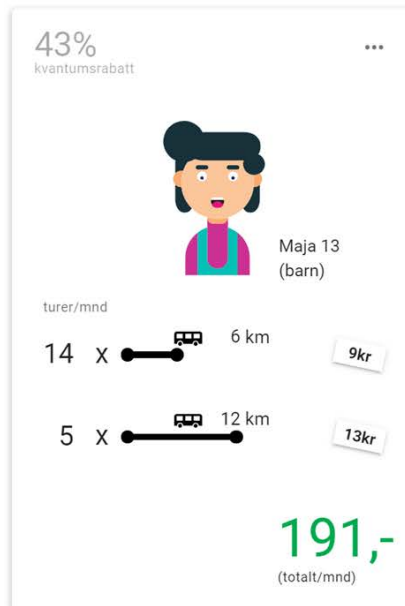 43%
kvantumsrabatt
Maja 13
(barn)
turer/mnd
14 x 6 km 9kr
5 x 12 km 13kr
191,-
(totalt/mnd)